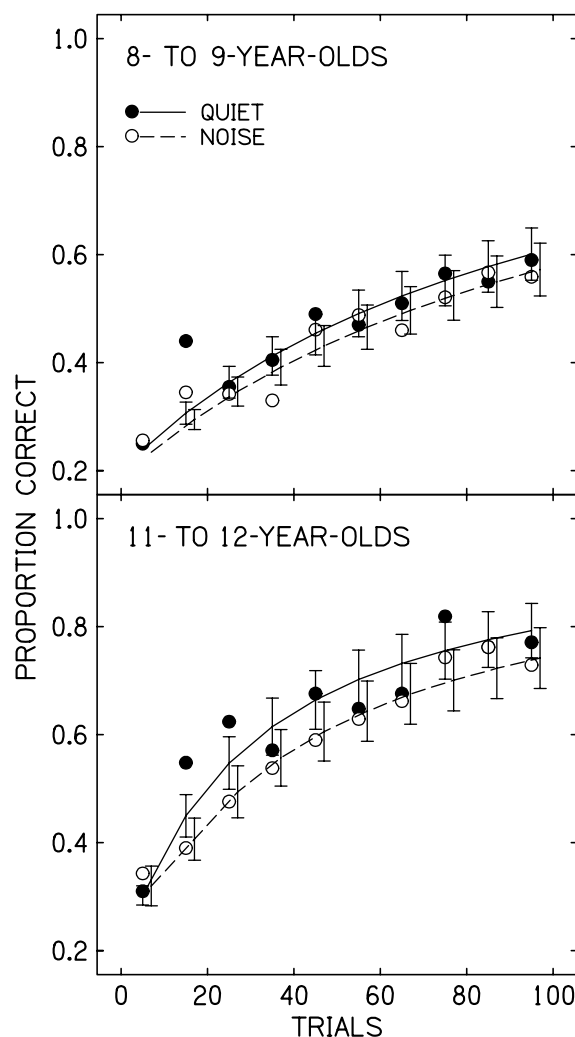 1.0
8- TO 9-YEAR-OLDS
QUIET
NOISE
0.8
0.6
0.4
0.2
PROPORTION CORRECT
1.0
11- TO 12-YEAR-OLDS
0.8
0.6
0.4
0.2
0 20 40 60 80 100
TRIALS